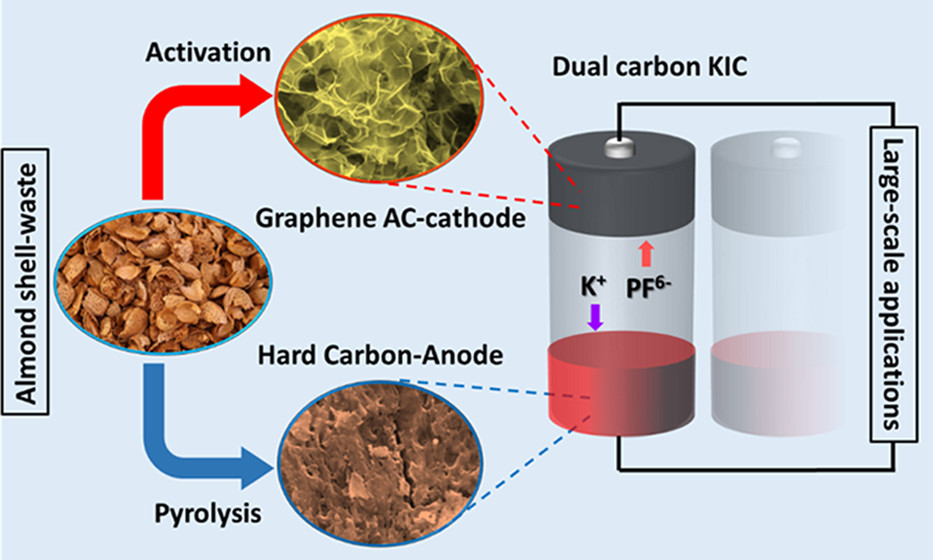 Activation
Dual carbon KIC
Almond shell-waste
Graphene AC-cathode
Large-scale applications
K⁺ PF⁶⁻
Hard Carbon-Anode
Pyrolysis